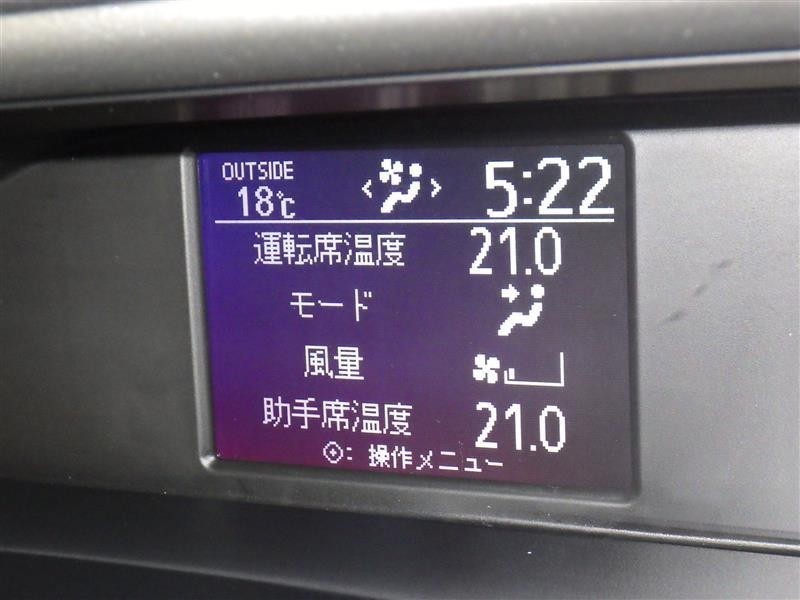 OUTSIDE
18℃
5:22
運転席温度 21.0
モード
風量
助手席温度 21.0
: 操作メニュー